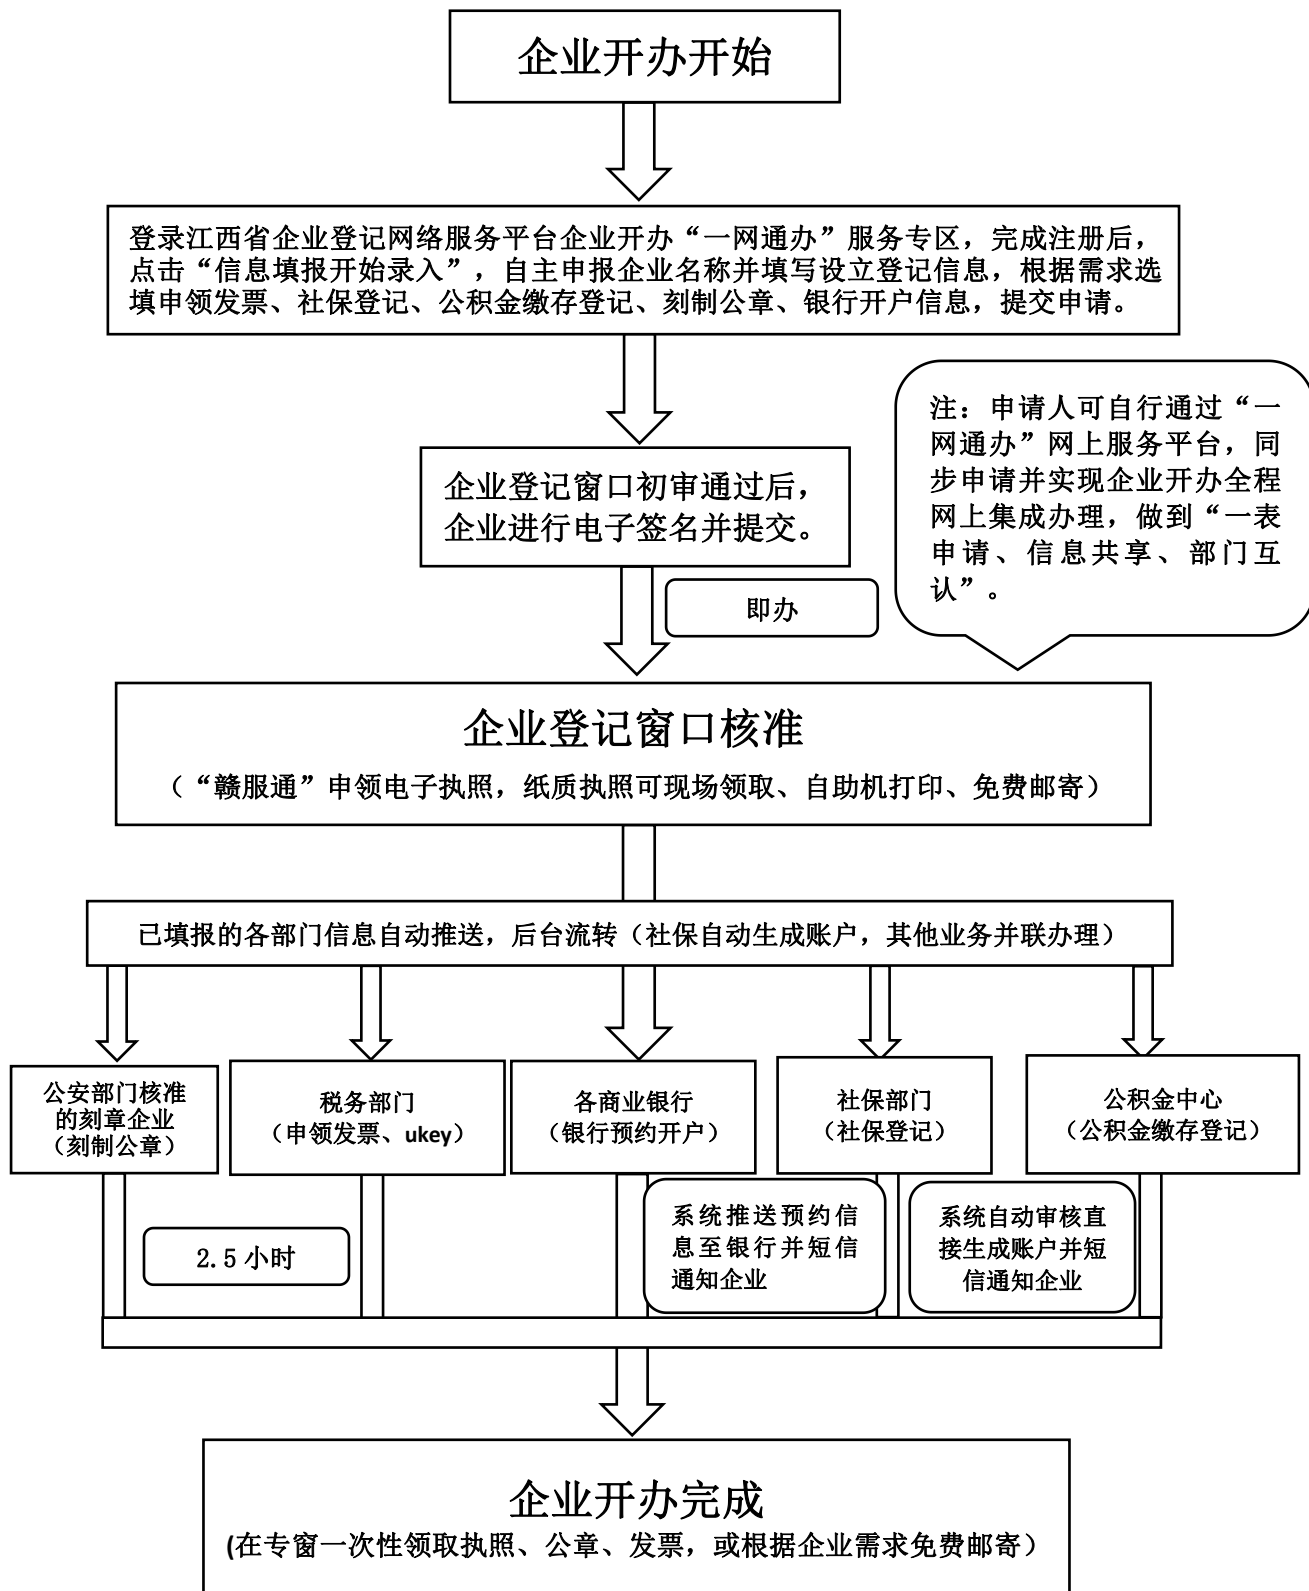 企业开办开始
登录江西省企业登记网络服务平台企业开办“一网通办”服务专区，完成注册后，
点击“信息填报开始录入”，自主申报企业名称并填写设立登记信息，根据需求选
填申领发票、社保登记、公积金缴存登记、刻制公章、银行开户信息，提交申请。
注：申请人可自行通过“一
网通办”网上服务平台，同
步申请并实现企业开办全程
网上集成办理，做到“一表
申请、信息共享、部门互
认”。
企业登记窗口初审通过后，
企业进行电子签名并提交。
即办
企业登记窗口核准
（“赣服通”申领电子执照，纸质执照可现场领取、自助机打印、免费邮寄）
已填报的各部门信息自动推送，后台流转（社保自动生成账户，其他业务并联办理）
公安部门核准
的刻章企业
（刻制公章）
税务部门
（申领发票、ukey）
各商业银行
（银行预约开户）
社保部门
（社保登记）
公积金中心
（公积金缴存登记）
2.5 小时
系统推送预约信
息至银行并短信
通知企业
系统自动审核直
接生成账户并短
信通知企业
企业开办完成
(在专窗一次性领取执照、公章、发票，或根据企业需求免费邮寄）